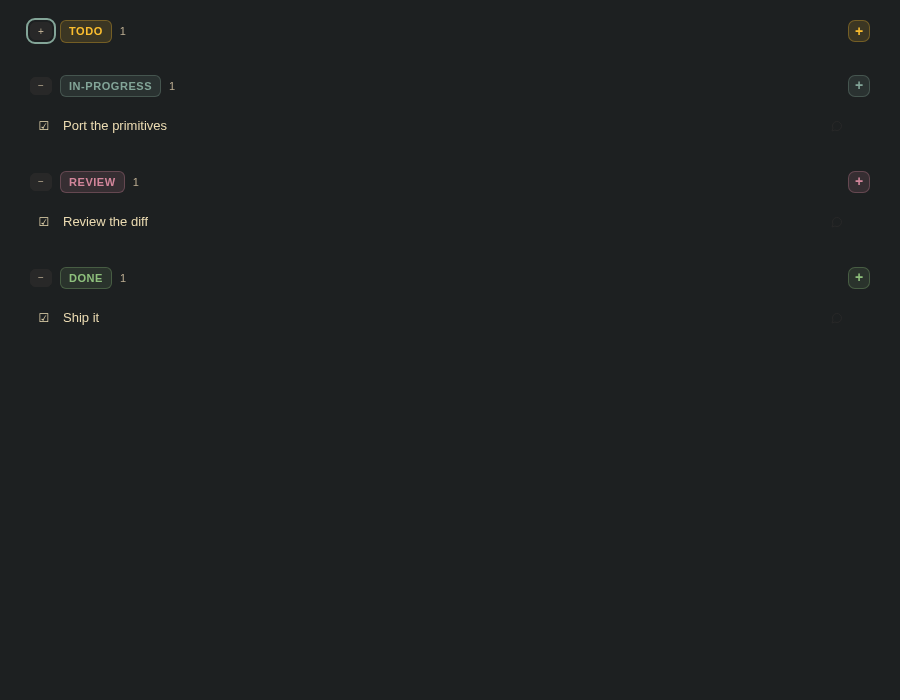 + TODO 1 +
− IN-PROGRESS 1 +
☑ Port the primitives
− REVIEW 1 +
☑ Review the diff
− DONE 1 +
☑ Ship it